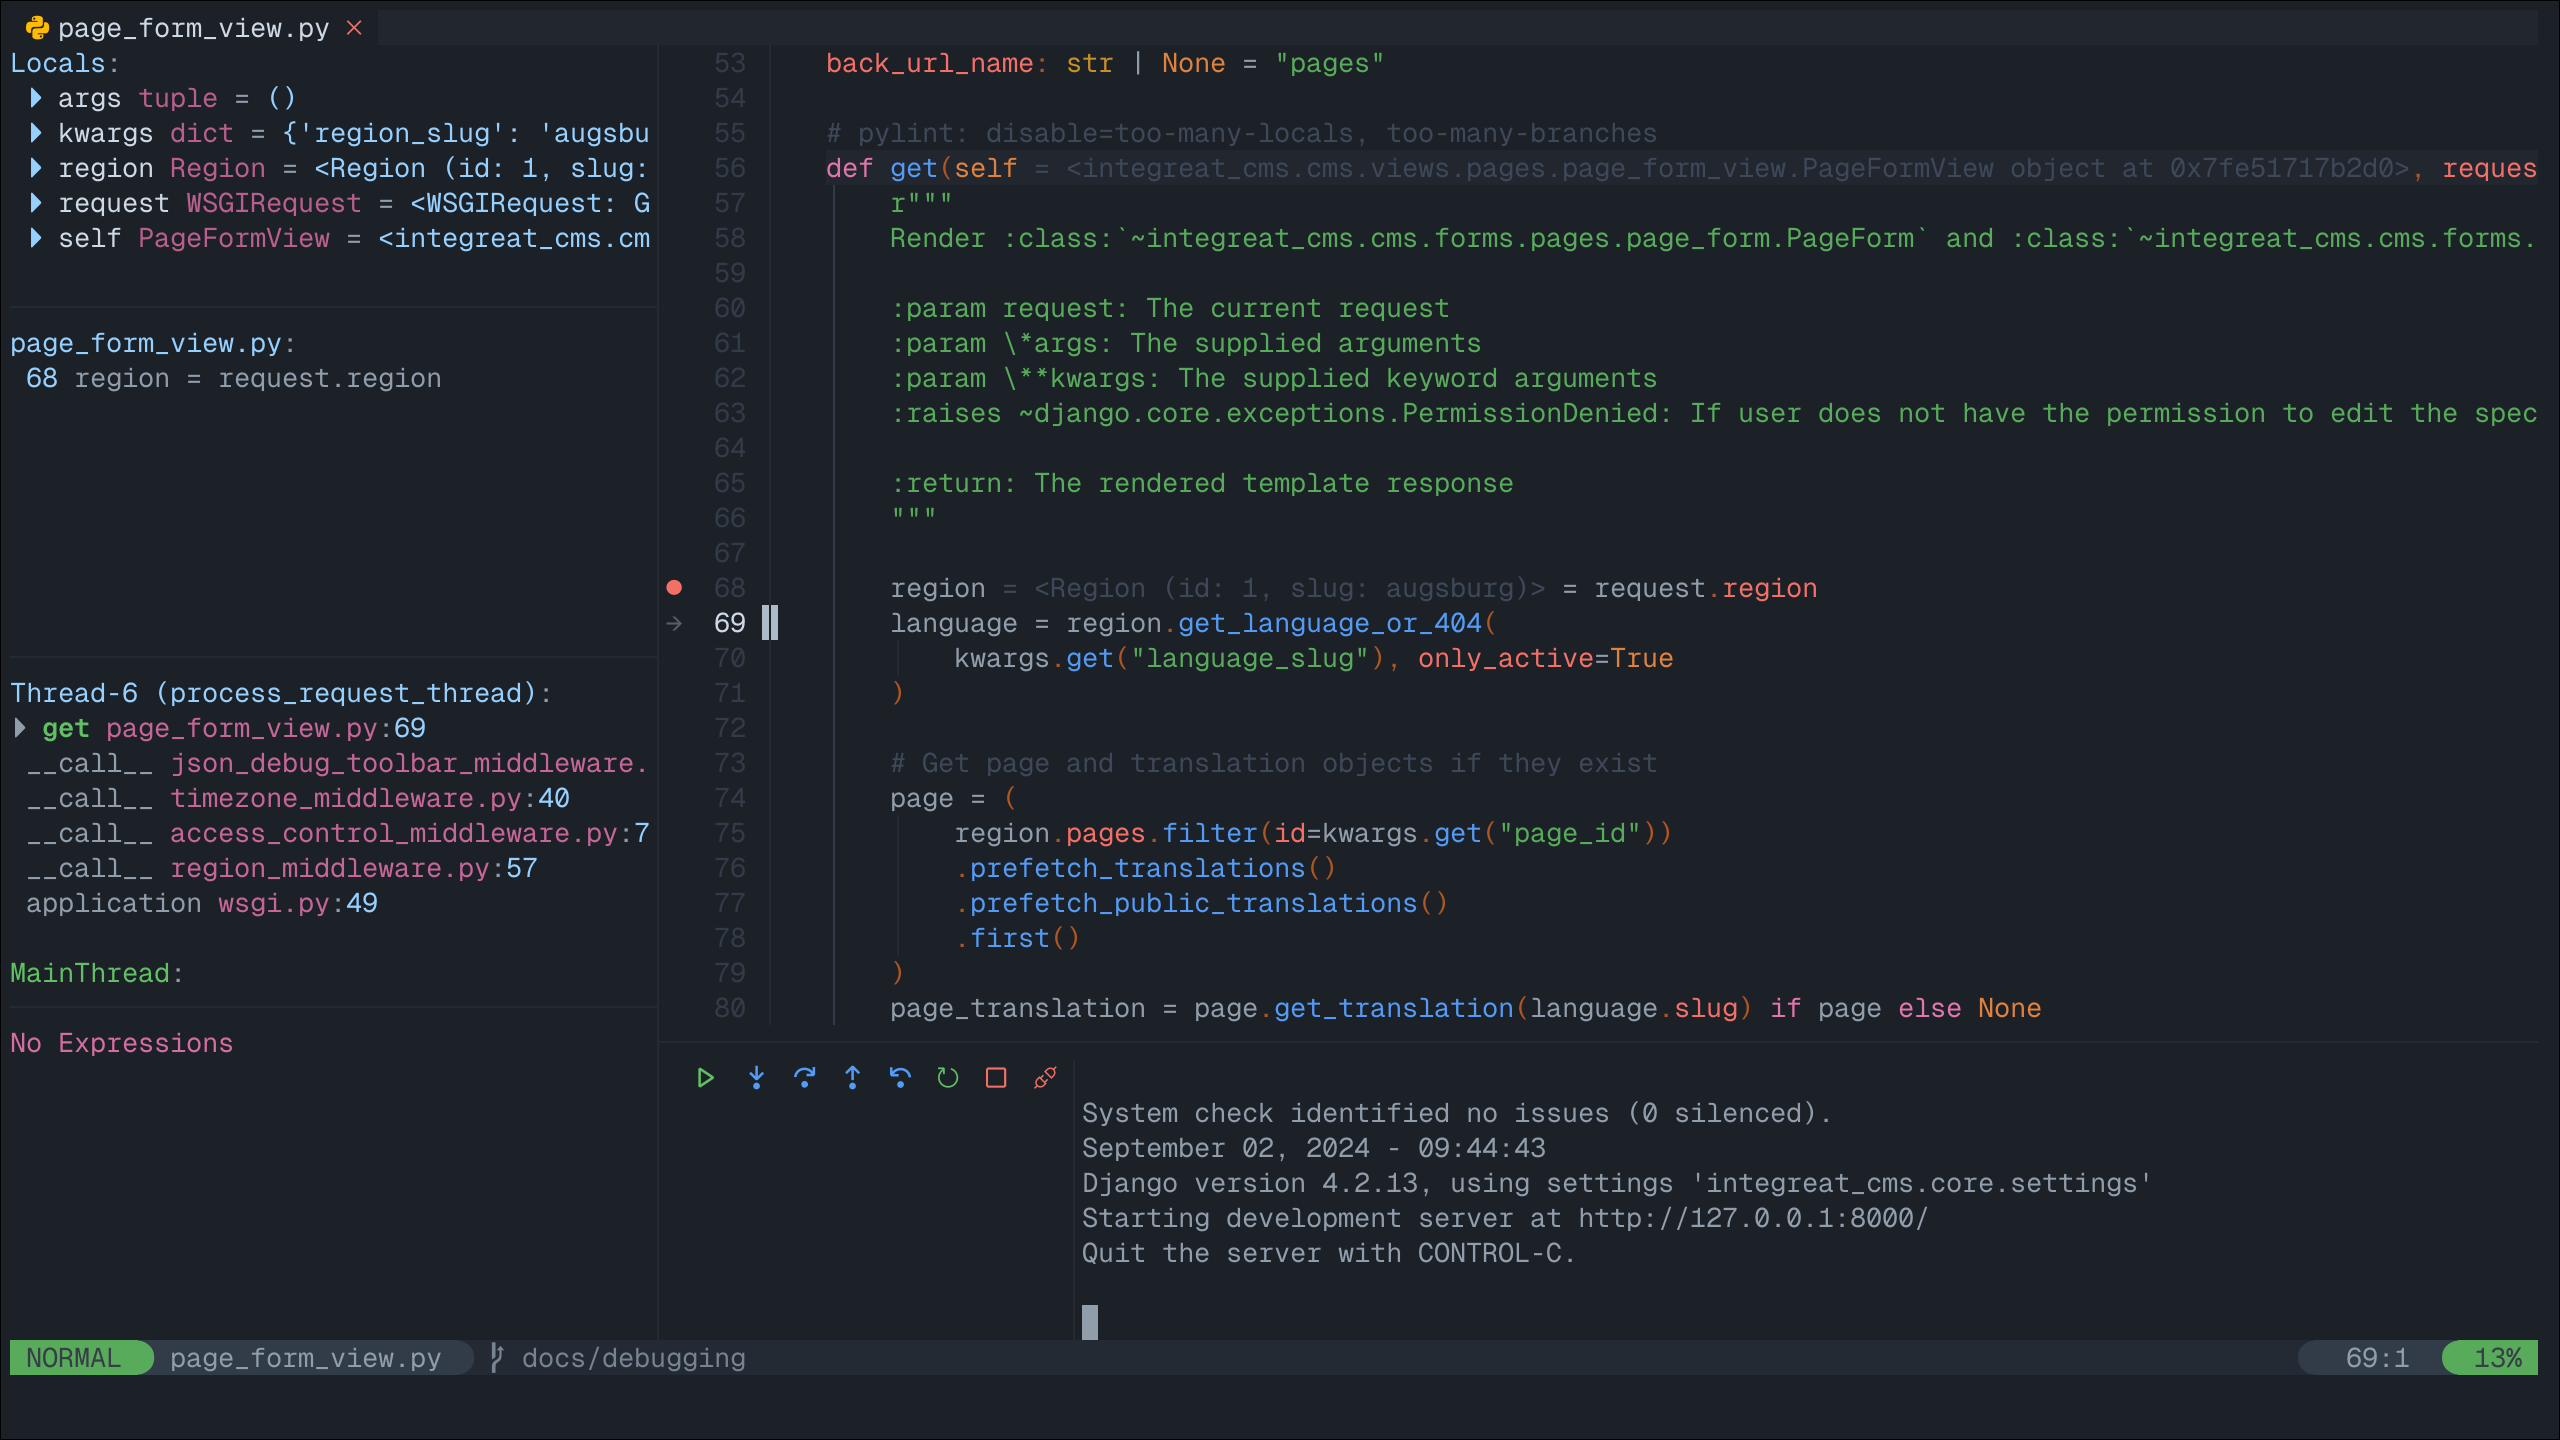 page_form_view.py
Locals:
args tuple = ()
kwargs dict = {'region_slug': 'augsbu
region Region = <Region (id: 1, slug:
request WSGIRequest = <WSGIRequest: G
self PageFormView = <integreat_cms.cm
page_form_view.py:
68 region = request.region
Thread-6 (process_request_thread):
get page_form_view.py:69
__call__ json_debug_toolbar_middleware.
__call__ timezone_middleware.py:40
__call__ access_control_middleware.py:7
__call__ region_middleware.py:57
application wsgi.py:49
MainThread:
No Expressions
53 back_url_name: str | None = "pages"
54
55 # pylint: disable=too-many-locals, too-many-branches
56 def get(self = <integreat_cms.cms.views.pages.page_form_view.PageFormView object at 0x7fe51717b2d0>, reques
57 r"""
58 Render :class:`~integreat_cms.cms.forms.pages.page_form.PageForm` and :class:`~integreat_cms.cms.forms.
59
60 :param request: The current request
61 :param \*args: The supplied arguments
62 :param \**kwargs: The supplied keyword arguments
63 :raises ~django.core.exceptions.PermissionDenied: If user does not have the permission to edit the spec
64
65 :return: The rendered template response
66 """
67
68 region = <Region (id: 1, slug: augsburg)> = request.region
69 language = region.get_language_or_404(
70 kwargs.get("language_slug"), only_active=True
71 )
72
73 # Get page and translation objects if they exist
74 page = (
75 region.pages.filter(id=kwargs.get("page_id"))
76 .prefetch_translations()
77 .prefetch_public_translations()
78 .first()
79 )
80 page_translation = page.get_translation(language.slug) if page else None
System check identified no issues (0 silenced).
September 02, 2024 - 09:44:43
Django version 4.2.13, using settings 'integreat_cms.core.settings'
Starting development server at http://127.0.0.1:8000/
Quit the server with CONTROL-C.
NORMAL page_form_view.py docs/debugging 69:1 13%